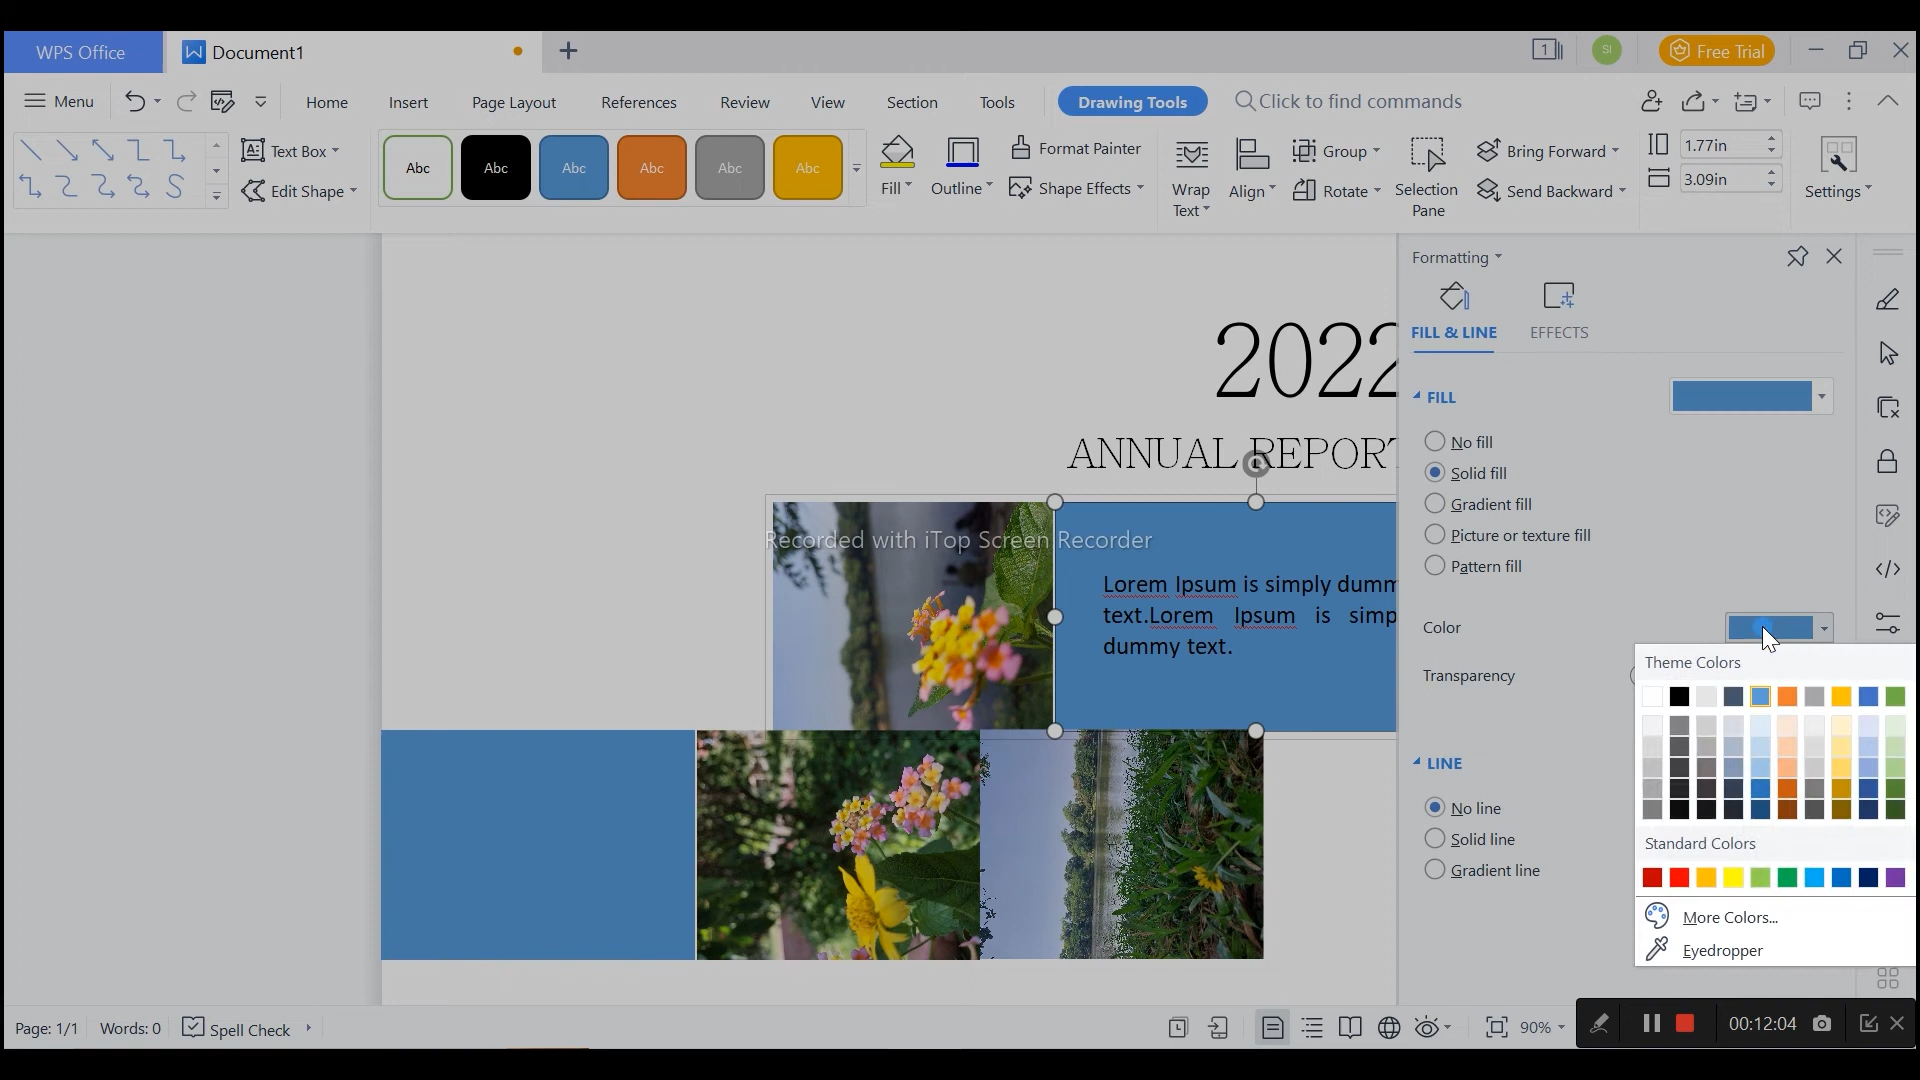 WPS Office
Document1
1
SI
Free Trial
Menu
Home
Insert
Page Layout
References
Review
View
Section
Tools
Drawing Tools
Click to find commands
Text Box
Edit Shape
Abc
Abc
Abc
Abc
Abc
Abc
Fill
Outline
Format Painter
Shape Effects
Wrap
Text
Align
Group
Rotate
Selection
Pane
Bring Forward
Send Backward
1.77in
3.09in
Settings
2022
ANNUAL REPORT
Recorded with iTop Screen Recorder
Lorem Ipsum is simply dumm
text.Lorem Ipsum is simp
dummy text.
Formatting
FILL & LINE
EFFECTS
FILL
No fill
Solid fill
Gradient fill
Picture or texture fill
Pattern fill
Color
Transparency
Theme Colors
Standard Colors
More Colors...
Eyedropper
LINE
No line
Solid line
Gradient line
Page: 1/1
Words: 0
Spell Check
90%
00:12:04